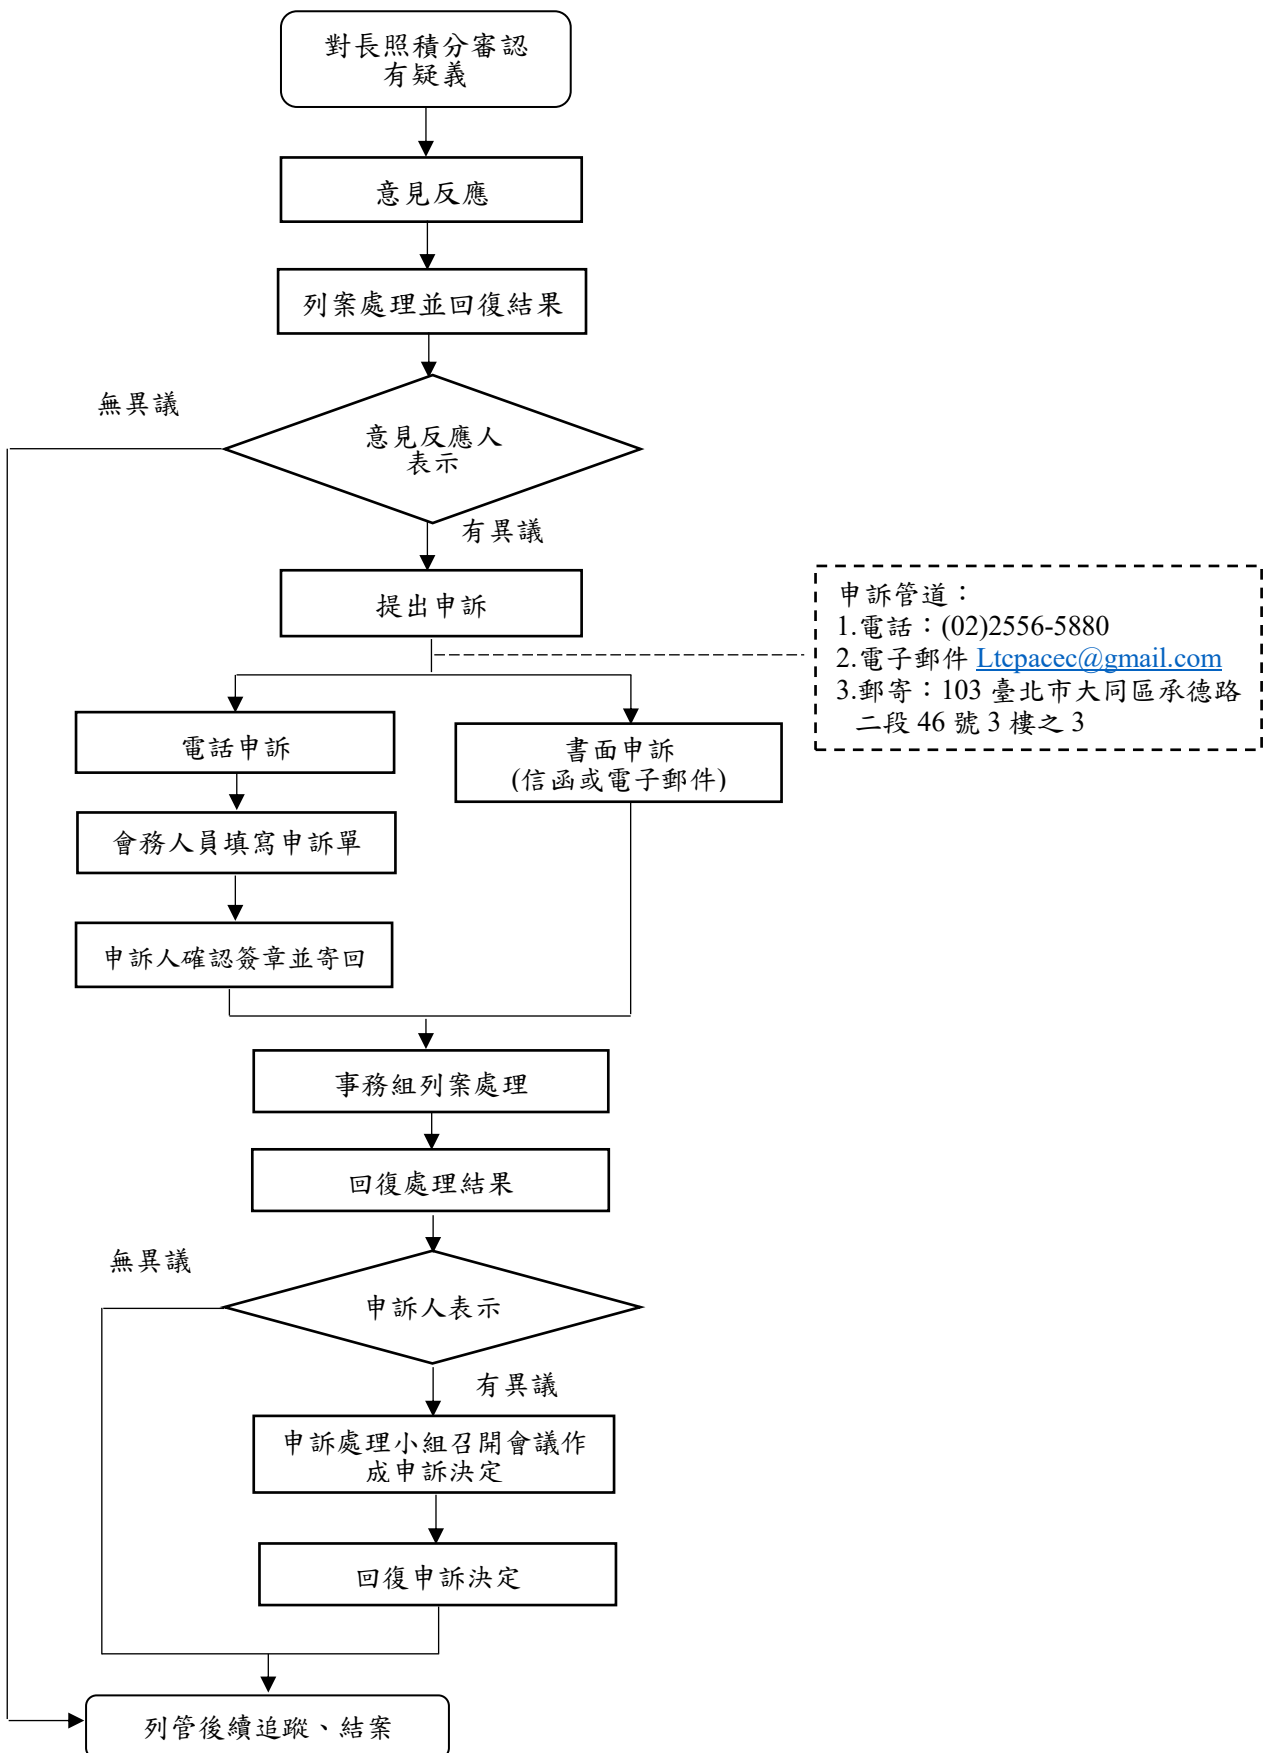 對長照積分審認
有疑義
意見反應
列案處理並回復結果
無異議
意見反應人
表示
有異議
提出申訴
申訴管道：
1.電話：(02)2556-5880
2.電子郵件 Ltcpacec@gmail.com
3.郵寄：103 臺北市大同區承德路
二段 46 號 3 樓之 3
電話申訴
書面申訴
(信函或電子郵件)
會務人員填寫申訴單
申訴人確認簽章並寄回
事務組列案處理
回復處理結果
無異議
申訴人表示
有異議
申訴處理小組召開會議作
成申訴決定
回復申訴決定
列管後續追蹤、結案